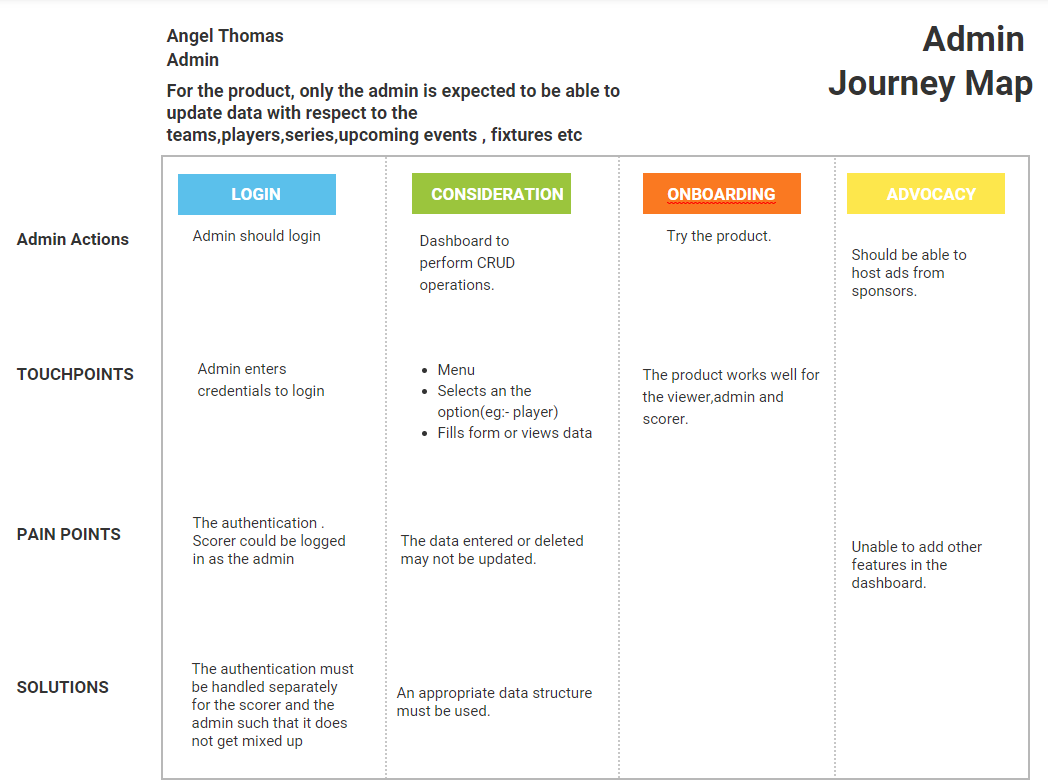 Angel Thomas
Admin
For the product, only the admin is expected to be able to
update data with respect to the
teams,players,series,upcoming events , fixtures etc
Admin
Journey Map
LOGIN
CONSIDERATION
ONBOARDING
ADVOCACY
Admin Actions
Admin should login
Dashboard to
perform CRUD
operations.
Try the product.
Should be able to
host ads from
sponsors.
TOUCHPOINTS
Admin enters
credentials to login
• Menu
• Selects an the
option(eg:- player)
• Fills form or views data
The product works well for
the viewer,admin and
scorer.
PAIN POINTS
The authentication .
Scorer could be logged
in as the admin
The data entered or deleted
may not be updated.
Unable to add other
features in the
dashboard.
SOLUTIONS
The authentication must
be handled separately
for the scorer and the
admin such that it does
not get mixed up
An appropriate data structure
must be used.